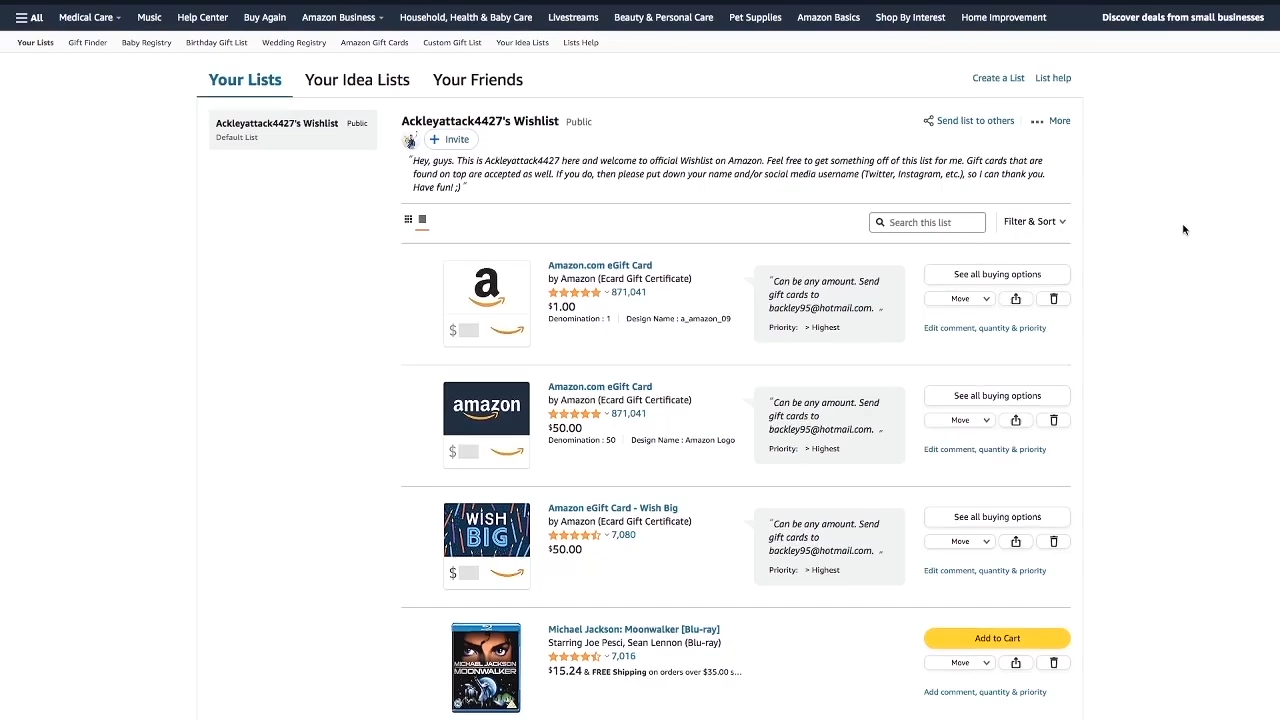 All Medical Care Music Help Center Buy Again Amazon Business Household, Health & Baby Care Livestreams Beauty & Personal Care Pet Supplies Amazon Basics Shop By Interest Home Improvement Discover deals from small businesses
Your Lists Gift Finder Baby Registry Birthday Gift List Wedding Registry Amazon Gift Cards Custom Gift List Your Idea Lists Lists Help
Your Lists Your Idea Lists Your Friends Create a List List help
Ackleyattack4427's Wishlist Public
Default List
Ackleyattack4427's Wishlist Public
Send list to others More
Invite
"Hey, guys. This is Ackleyattack4427 here and welcome to official Wishlist on Amazon. Feel free to get something off of this list for me. Gift cards that are
found on top are accepted as well. If you do, then please put down your name and/or social media username (Twitter, Instagram, etc.), so I can thank you.
Have fun! ;) "
Search this list Filter & Sort
a
$
Amazon.com eGift Card
by Amazon (Ecard Gift Certificate)
871,041
$1.00
Denomination : 1 Design Name : a_amazon_09
"Can be any amount. Send
gift cards to
backley95@hotmail.com. "
Priority: > Highest
See all buying options
Move
Edit comment, quantity & priority
amazon
$
Amazon.com eGift Card
by Amazon (Ecard Gift Certificate)
871,041
$50.00
Denomination : 50 Design Name : Amazon Logo
"Can be any amount. Send
gift cards to
backley95@hotmail.com. "
Priority: > Highest
See all buying options
Move
Edit comment, quantity & priority
WISH
BIG
$
Amazon eGift Card - Wish Big
by Amazon (Ecard Gift Certificate)
7,080
$50.00
"Can be any amount. Send
gift cards to
backley95@hotmail.com. "
Priority: > Highest
See all buying options
Move
Edit comment, quantity & priority
MICHAEL JACKSON
MOONWALKER
Michael Jackson: Moonwalker [Blu-ray]
Starring Joe Pesci, Sean Lennon (Blu-ray)
7,016
$15.24 & FREE Shipping on orders over $35.00 s...
Add to Cart
Move
Add comment, quantity & priority